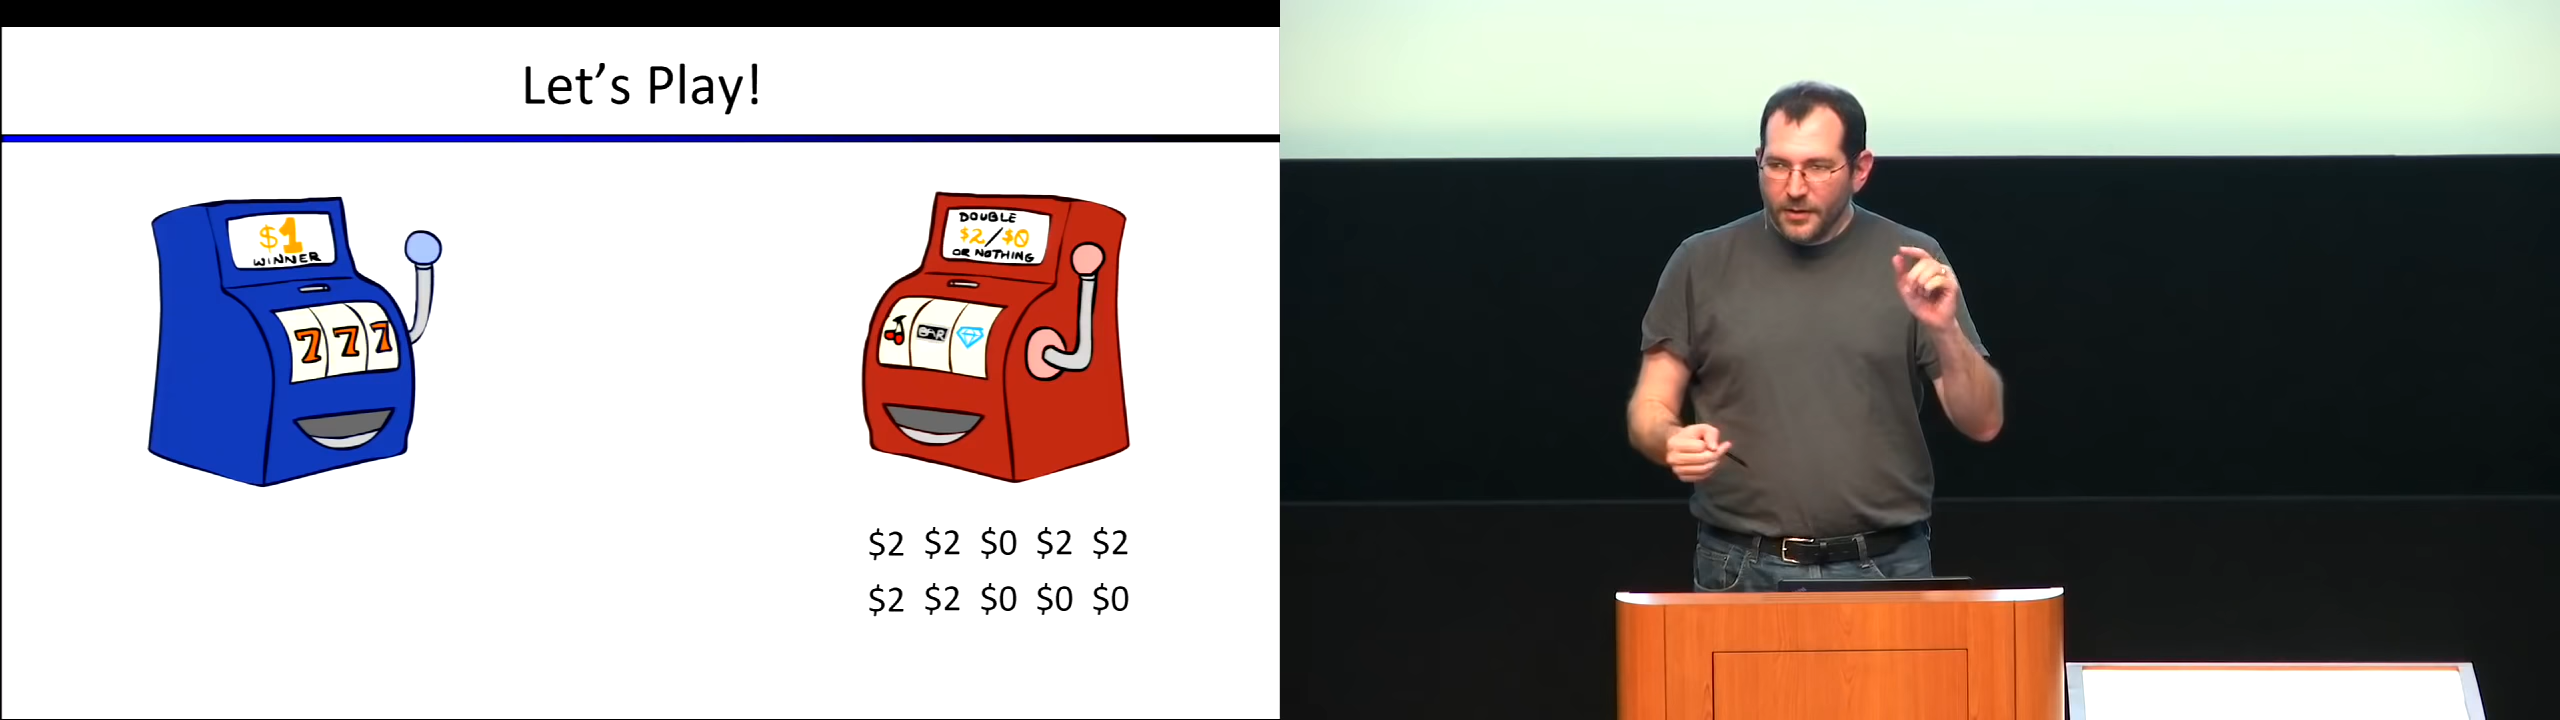 Let's Play!
$1
WINNER
777
DOUBLE
$2/$0
OR NOTHING
BAR
$2 $2 $0 $2 $2
$2 $2 $0 $0 $0